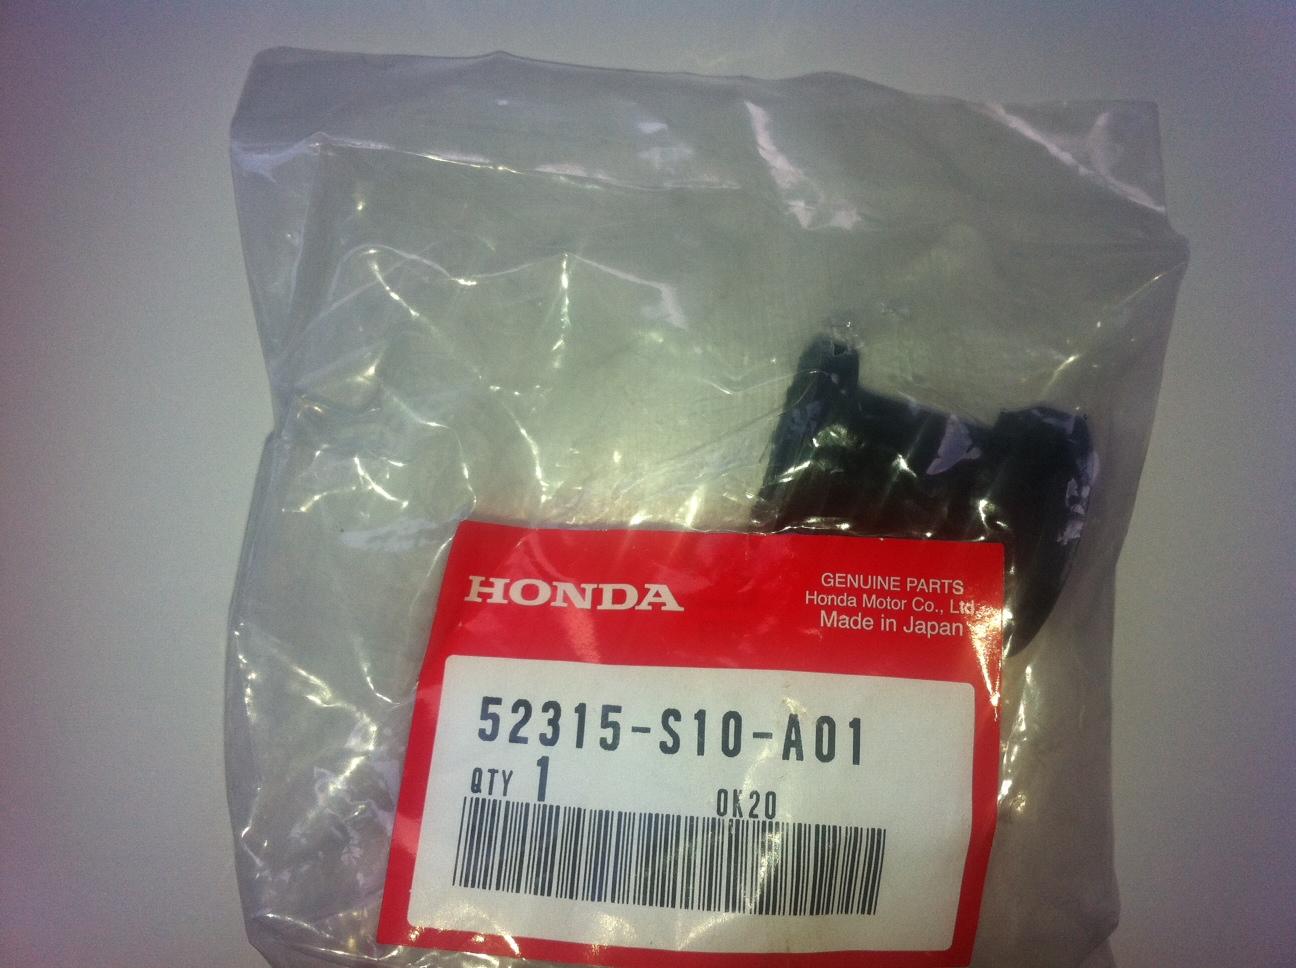 HONDA
GENUINE PARTS
Honda Motor Co., Ltd.
Made in Japan
52315-S10-A01
QTY 1
0K20